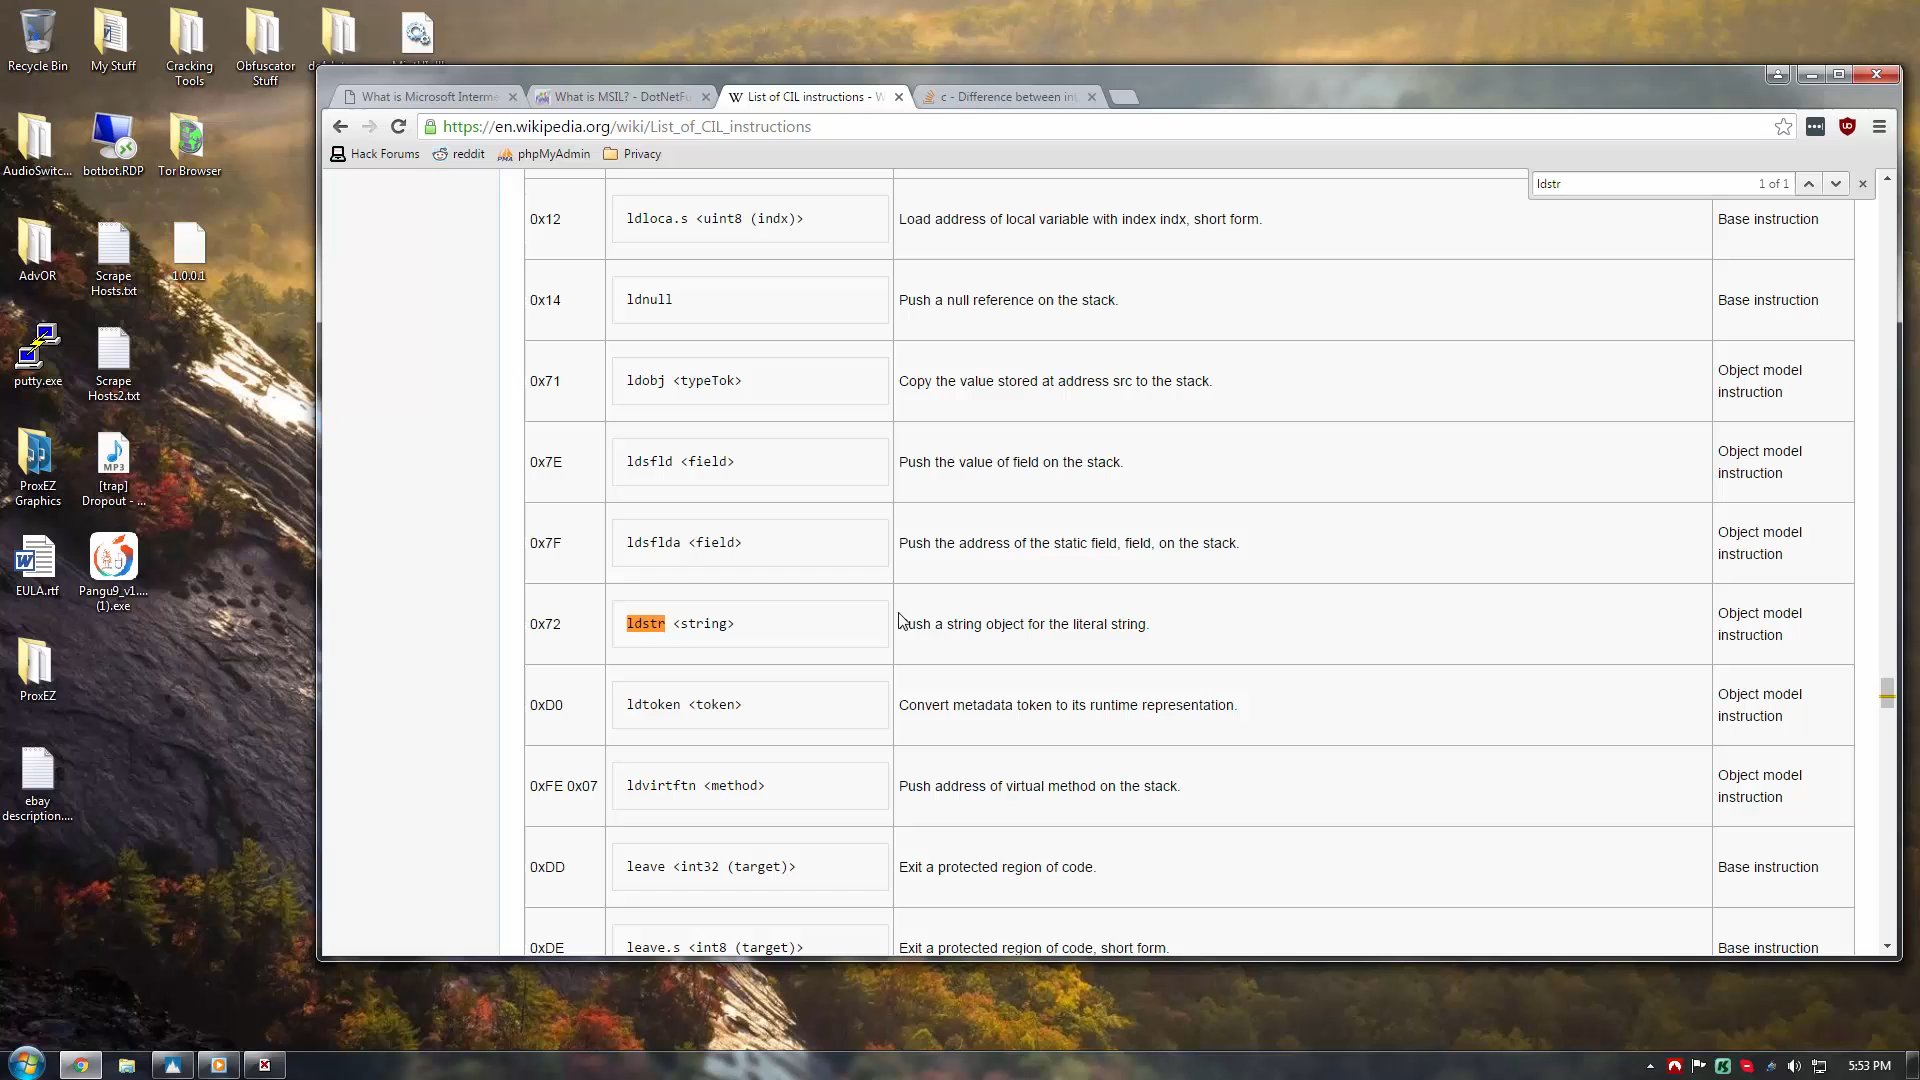 Recycle Bin
My Stuff
Cracking
Tools
Obfuscator
Stuff
What is Microsoft Interme
What is MSIL? - DotNetFu
List of CIL instructions - W
c - Difference between int
https://en.wikipedia.org/wiki/List_of_CIL_instructions
Hack Forums
reddit
phpMyAdmin
Privacy
ldstr
1 of 1
AudioSwitc...
botbot.RDP
Tor Browser
AdvOR
Scrape
Hosts.txt
1.0.0.1
putty.exe
Scrape
Hosts2.txt
ProxEZ
Graphics
MP3
[trap]
Dropout - ...
EULA.rtf
Pangu9_v1....
(1).exe
ProxEZ
ebay
description....
0x12
ldloca.s <uint8 (indx)>
Load address of local variable with index indx, short form.
Base instruction
0x14
ldnull
Push a null reference on the stack.
Base instruction
0x71
ldobj <typeTok>
Copy the value stored at address src to the stack.
Object model
instruction
0x7E
ldsfld <field>
Push the value of field on the stack.
Object model
instruction
0x7F
ldsflda <field>
Push the address of the static field, field, on the stack.
Object model
instruction
0x72
ldstr <string>
Push a string object for the literal string.
Object model
instruction
0xD0
ldtoken <token>
Convert metadata token to its runtime representation.
Object model
instruction
0xFE 0x07
ldvirtftn <method>
Push address of virtual method on the stack.
Object model
instruction
0xDD
leave <int32 (target)>
Exit a protected region of code.
Base instruction
0xDE
leave.s <int8 (target)>
Exit a protected region of code, short form.
Base instruction
5:53 PM